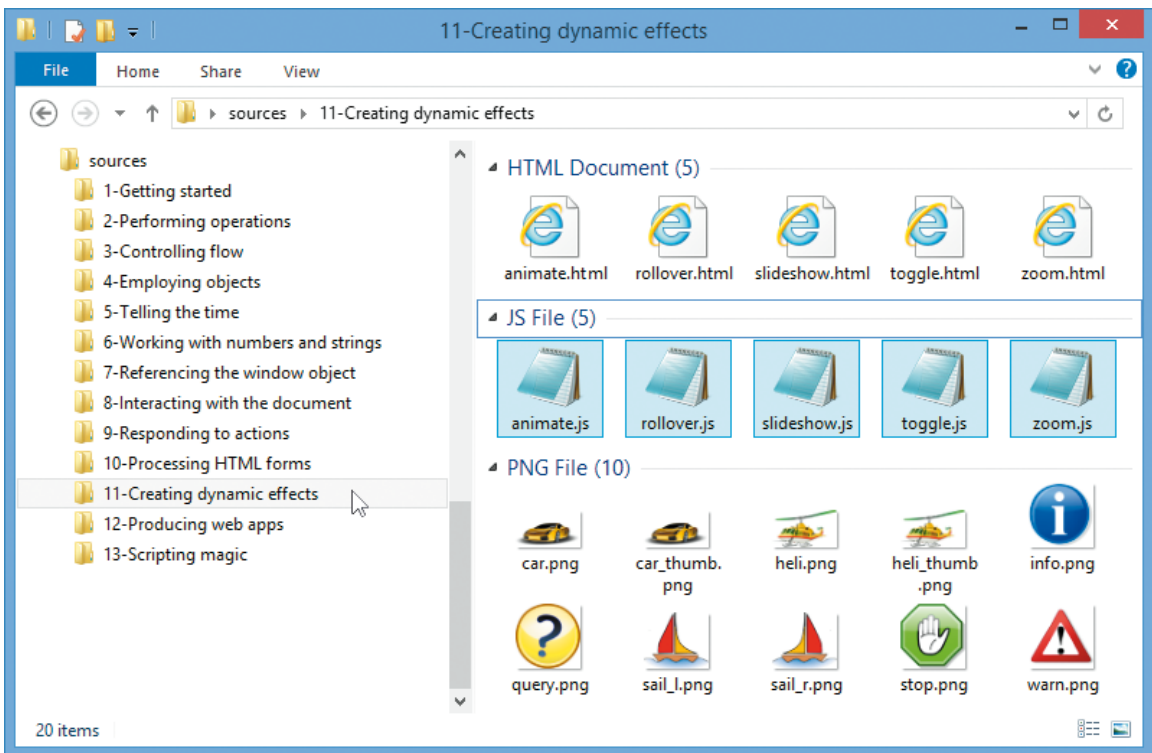 11-Creating dynamic effects
File Home Share View
sources 11-Creating dynamic effects
sources
1-Getting started
2-Performing operations
3-Controlling flow
4-Employing objects
5-Telling the time
6-Working with numbers and strings
7-Referencing the window object
8-Interacting with the document
9-Responding to actions
10-Processing HTML forms
11-Creating dynamic effects
12-Producing web apps
13-Scripting magic
HTML Document (5)
animate.html rollover.html slideshow.html toggle.html zoom.html
JS File (5)
animate.js rollover.js slideshow.js toggle.js zoom.js
PNG File (10)
car.png car_thumb. heli.png heli_thumb info.png
png .png
query.png sail_l.png sail_r.png stop.png warn.png
20 items